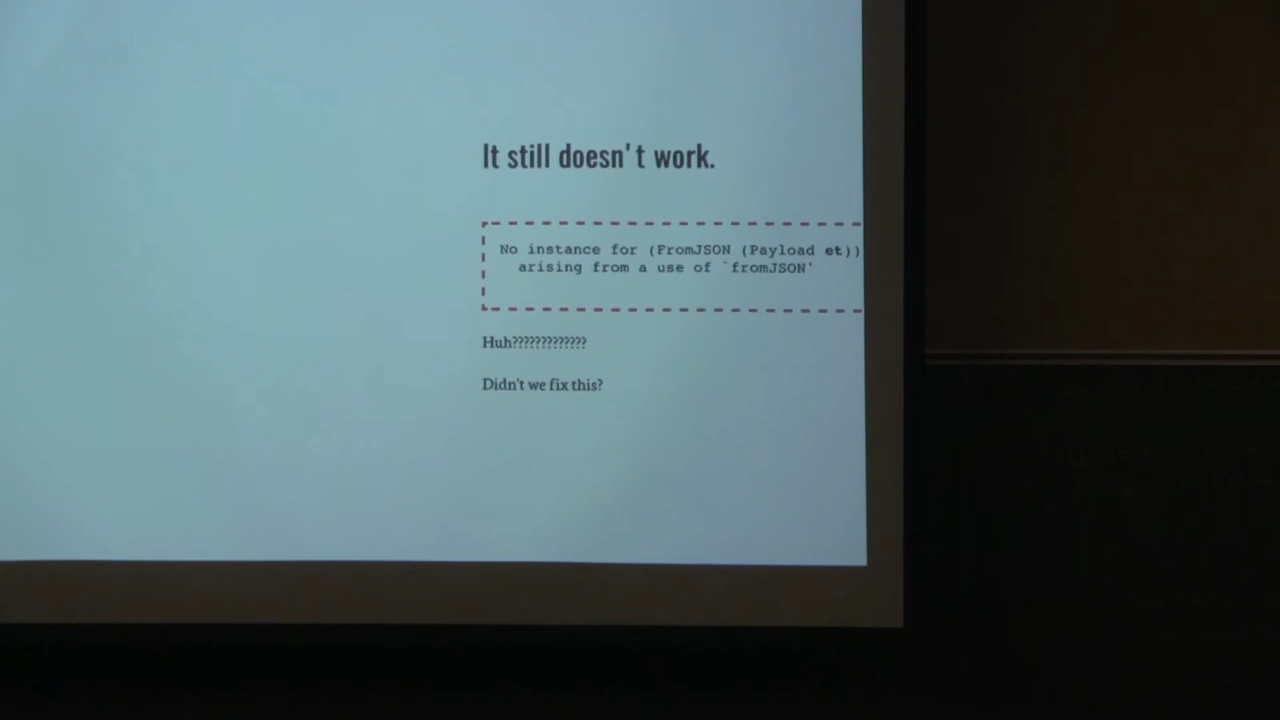 It still doesn't work.
No instance for (FromJSON (Payload et))
arising from a use of `fromJSON'
Huh?????????????
Didn't we fix this?